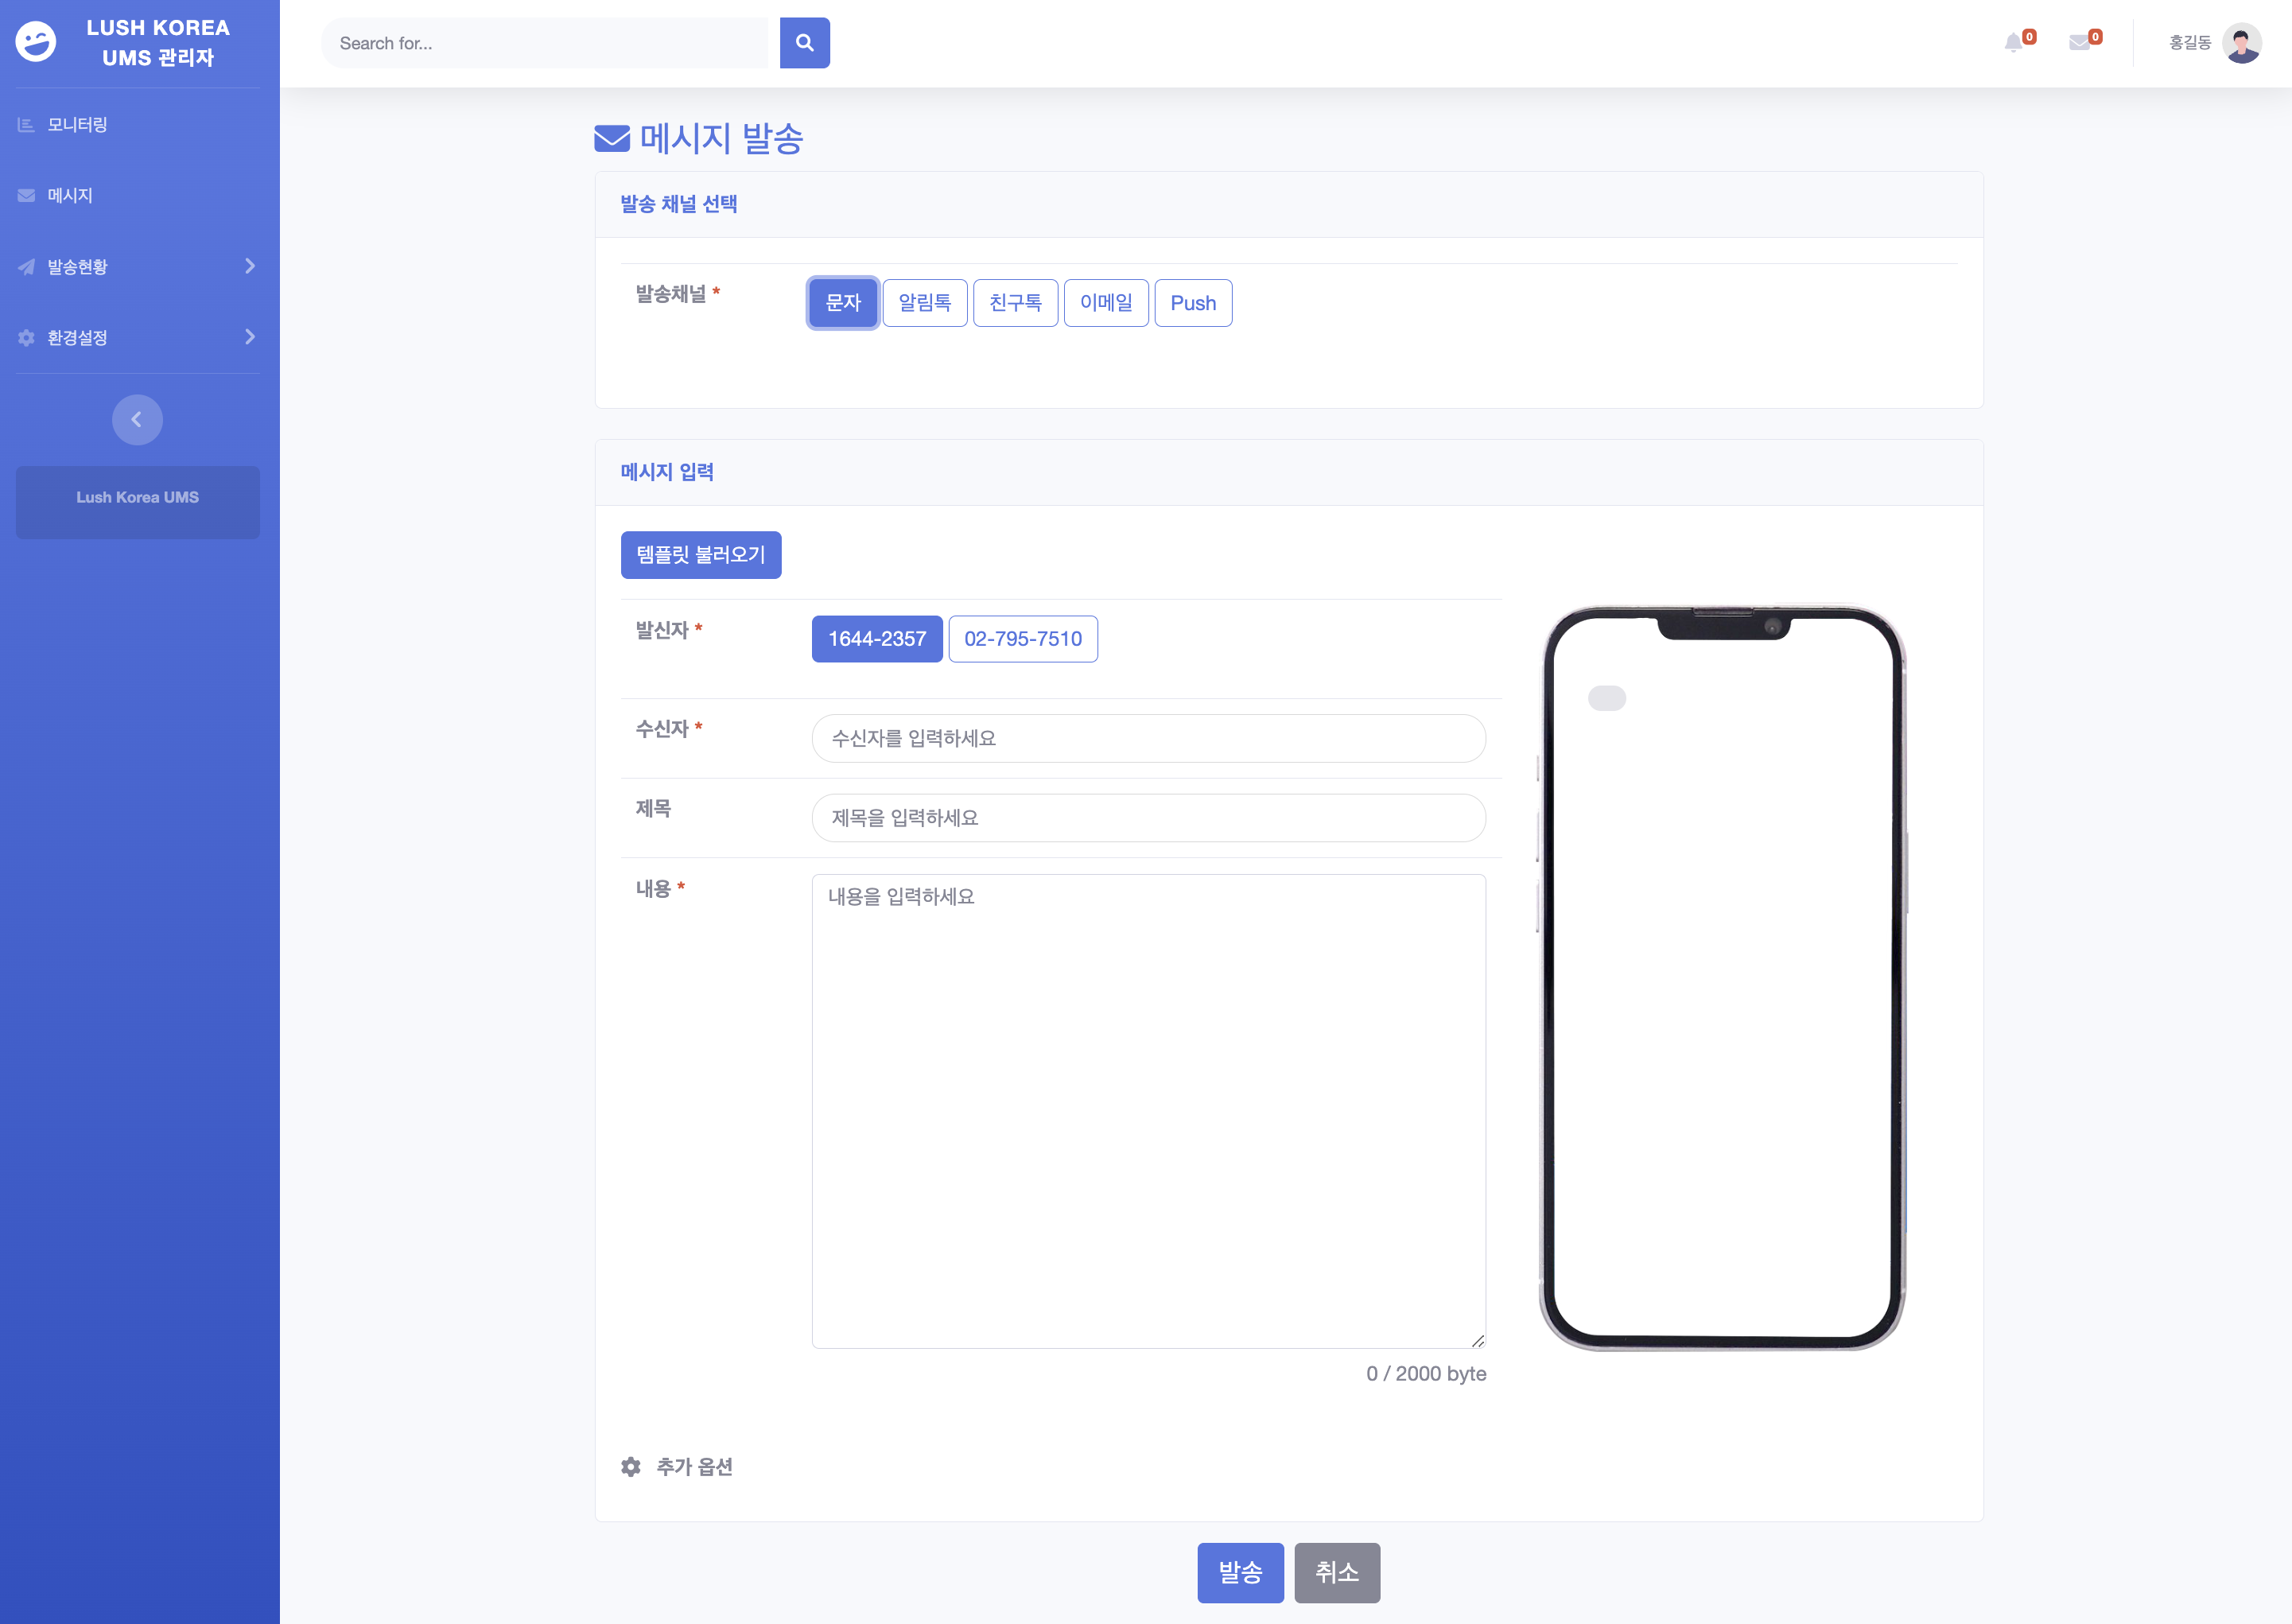 LUSH KOREA
UMS 관리자
Search for...
0
0
홍길동
모니터링
메시지
발송현황
환경설정
Lush Korea UMS
메시지 발송
발송 채널 선택
발송채널 *
문자
알림톡
친구톡
이메일
Push
메시지 입력
템플릿 불러오기
발신자 *
1644-2357
02-795-7510
수신자 *
수신자를 입력하세요
제목
제목을 입력하세요
내용 *
내용을 입력하세요
0 / 2000 byte
추가 옵션
발송
취소